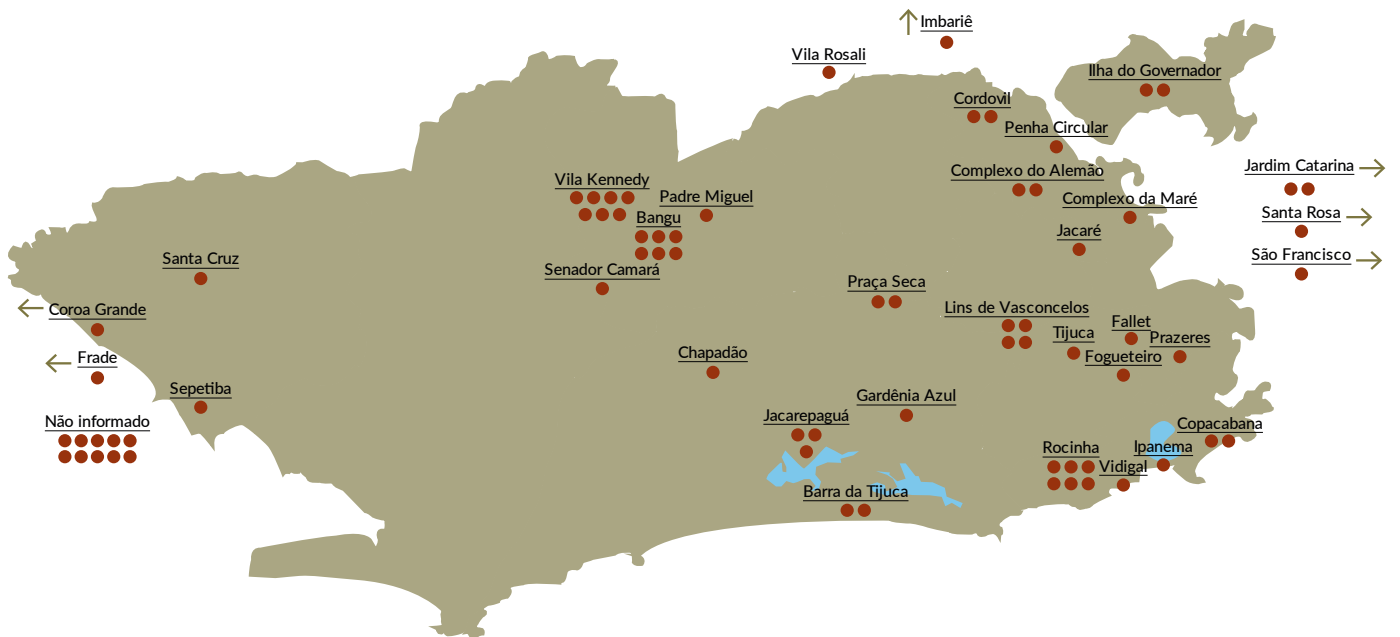 Imbariê
Vila Rosali
Ilha do Governador
Cordovil
Penha Circular
Jardim Catarina
Complexo do Alemão
Vila Kennedy
Padre Miguel
Complexo da Maré
Santa Rosa
Bangu
Jacaré
São Francisco
Santa Cruz
Senador Camará
Praça Seca
Coroa Grande
Lins de Vasconcelos
Fallet
Tijuca
Prazeres
Frade
Chapadão
Fogueteiro
Sepetiba
Gardênia Azul
Não informado
Jacarepaguá
Copacabana
Rocinha
Ipanema
Vidigal
Barra da Tijuca